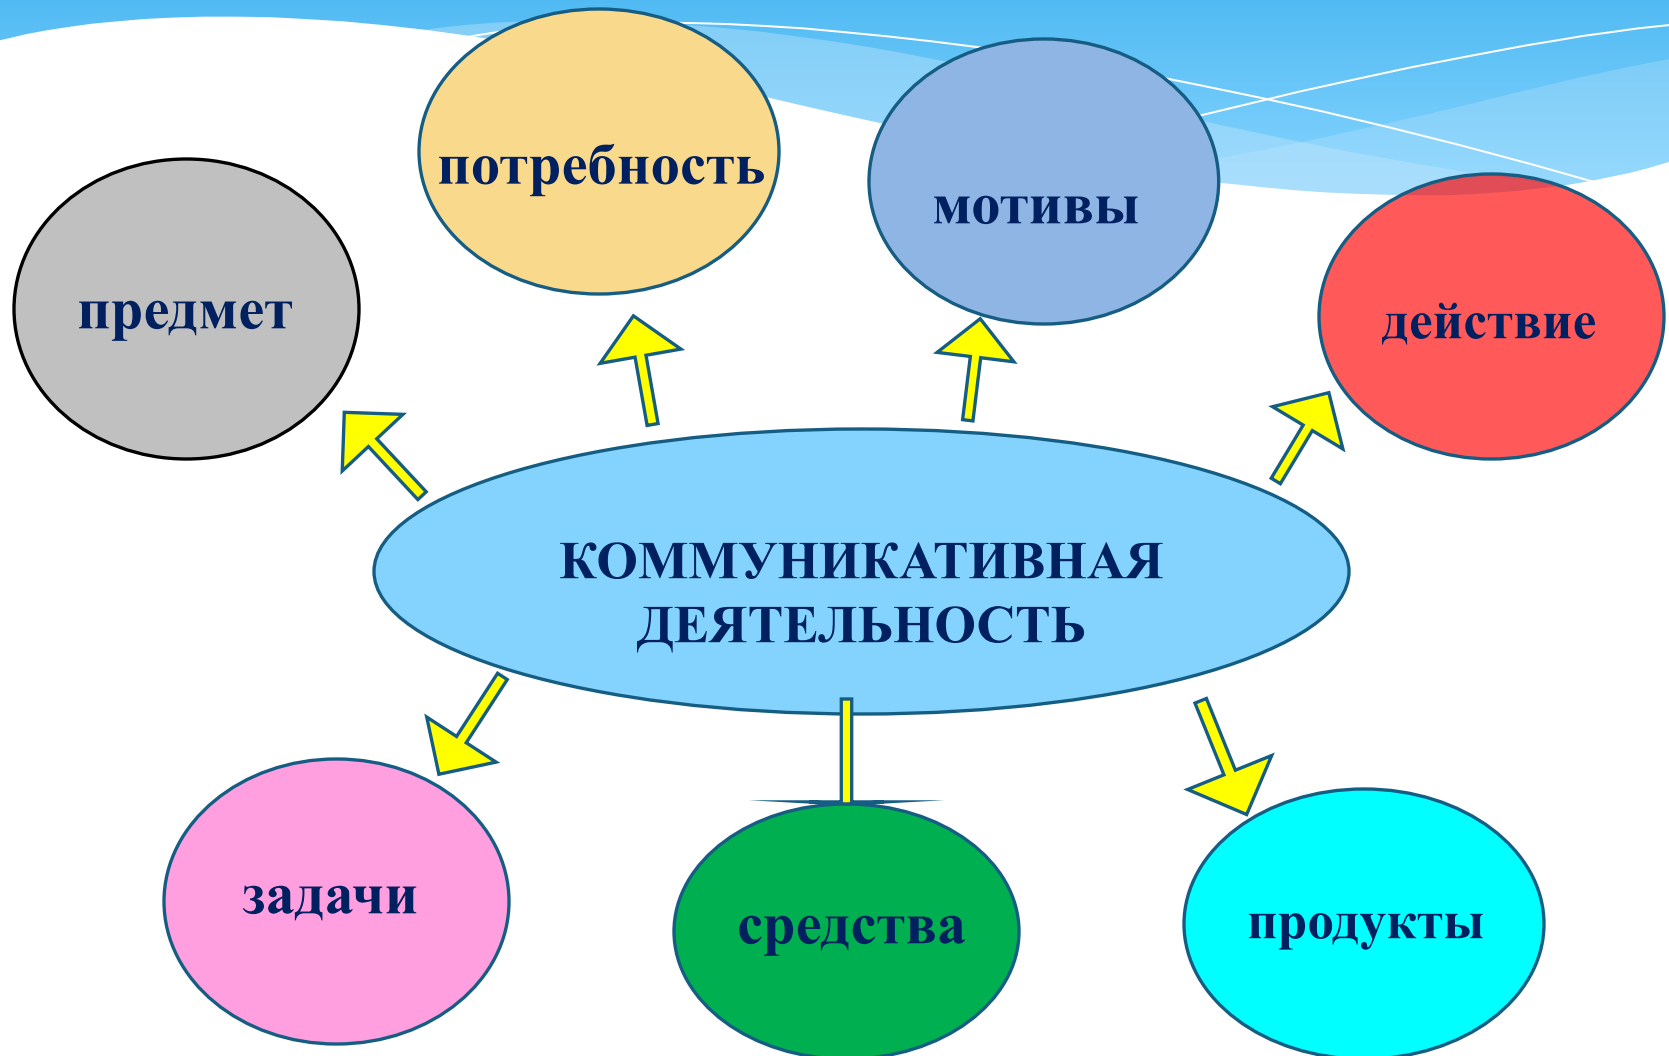 потребность
мотивы
предмет
действие
КОММУНИКАТИВНАЯ
ДЕЯТЕЛЬНОСТЬ
задачи
средства
продукты